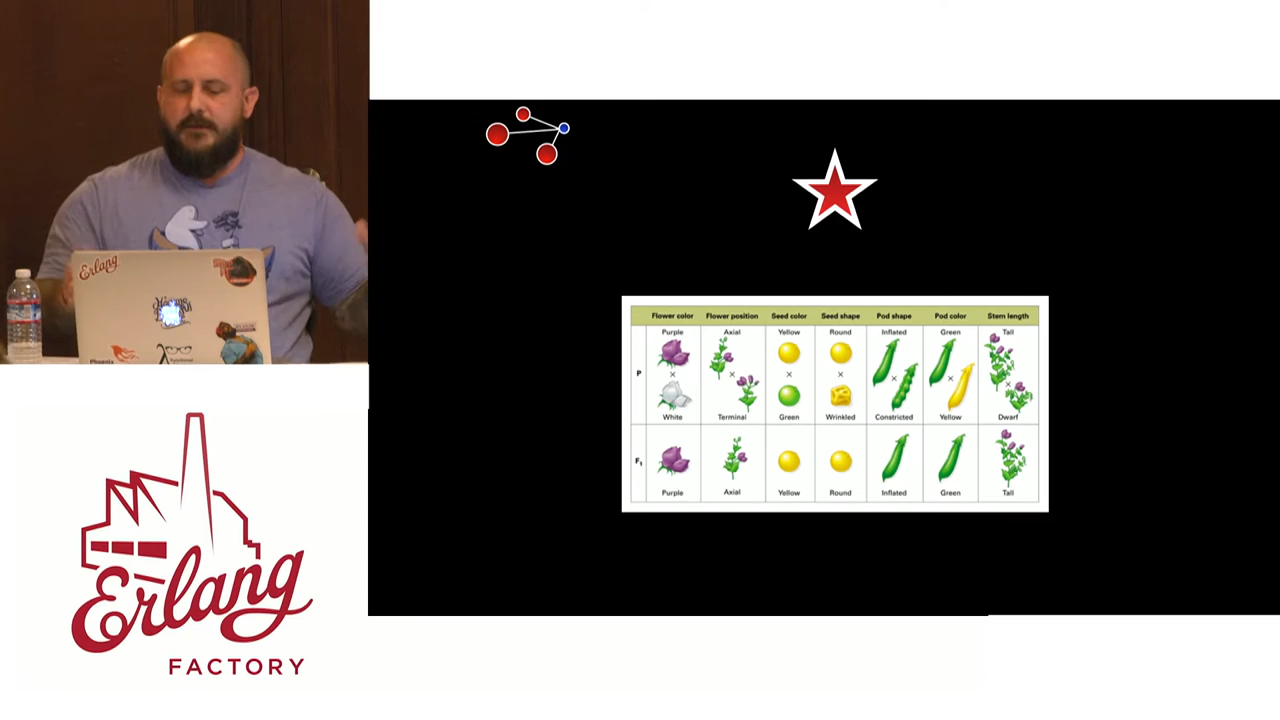 Erlang
Phoenix
Flower color Flower position Seed color Seed shape Pod shape Pod color Stem length
Purple Axial Yellow Round Inflated Green Tall
P × × × × × × ×
White Terminal Green Wrinkled Constricted Yellow Dwarf
F1
Purple Axial Yellow Round Inflated Green Tall
Erlang
FACTORY